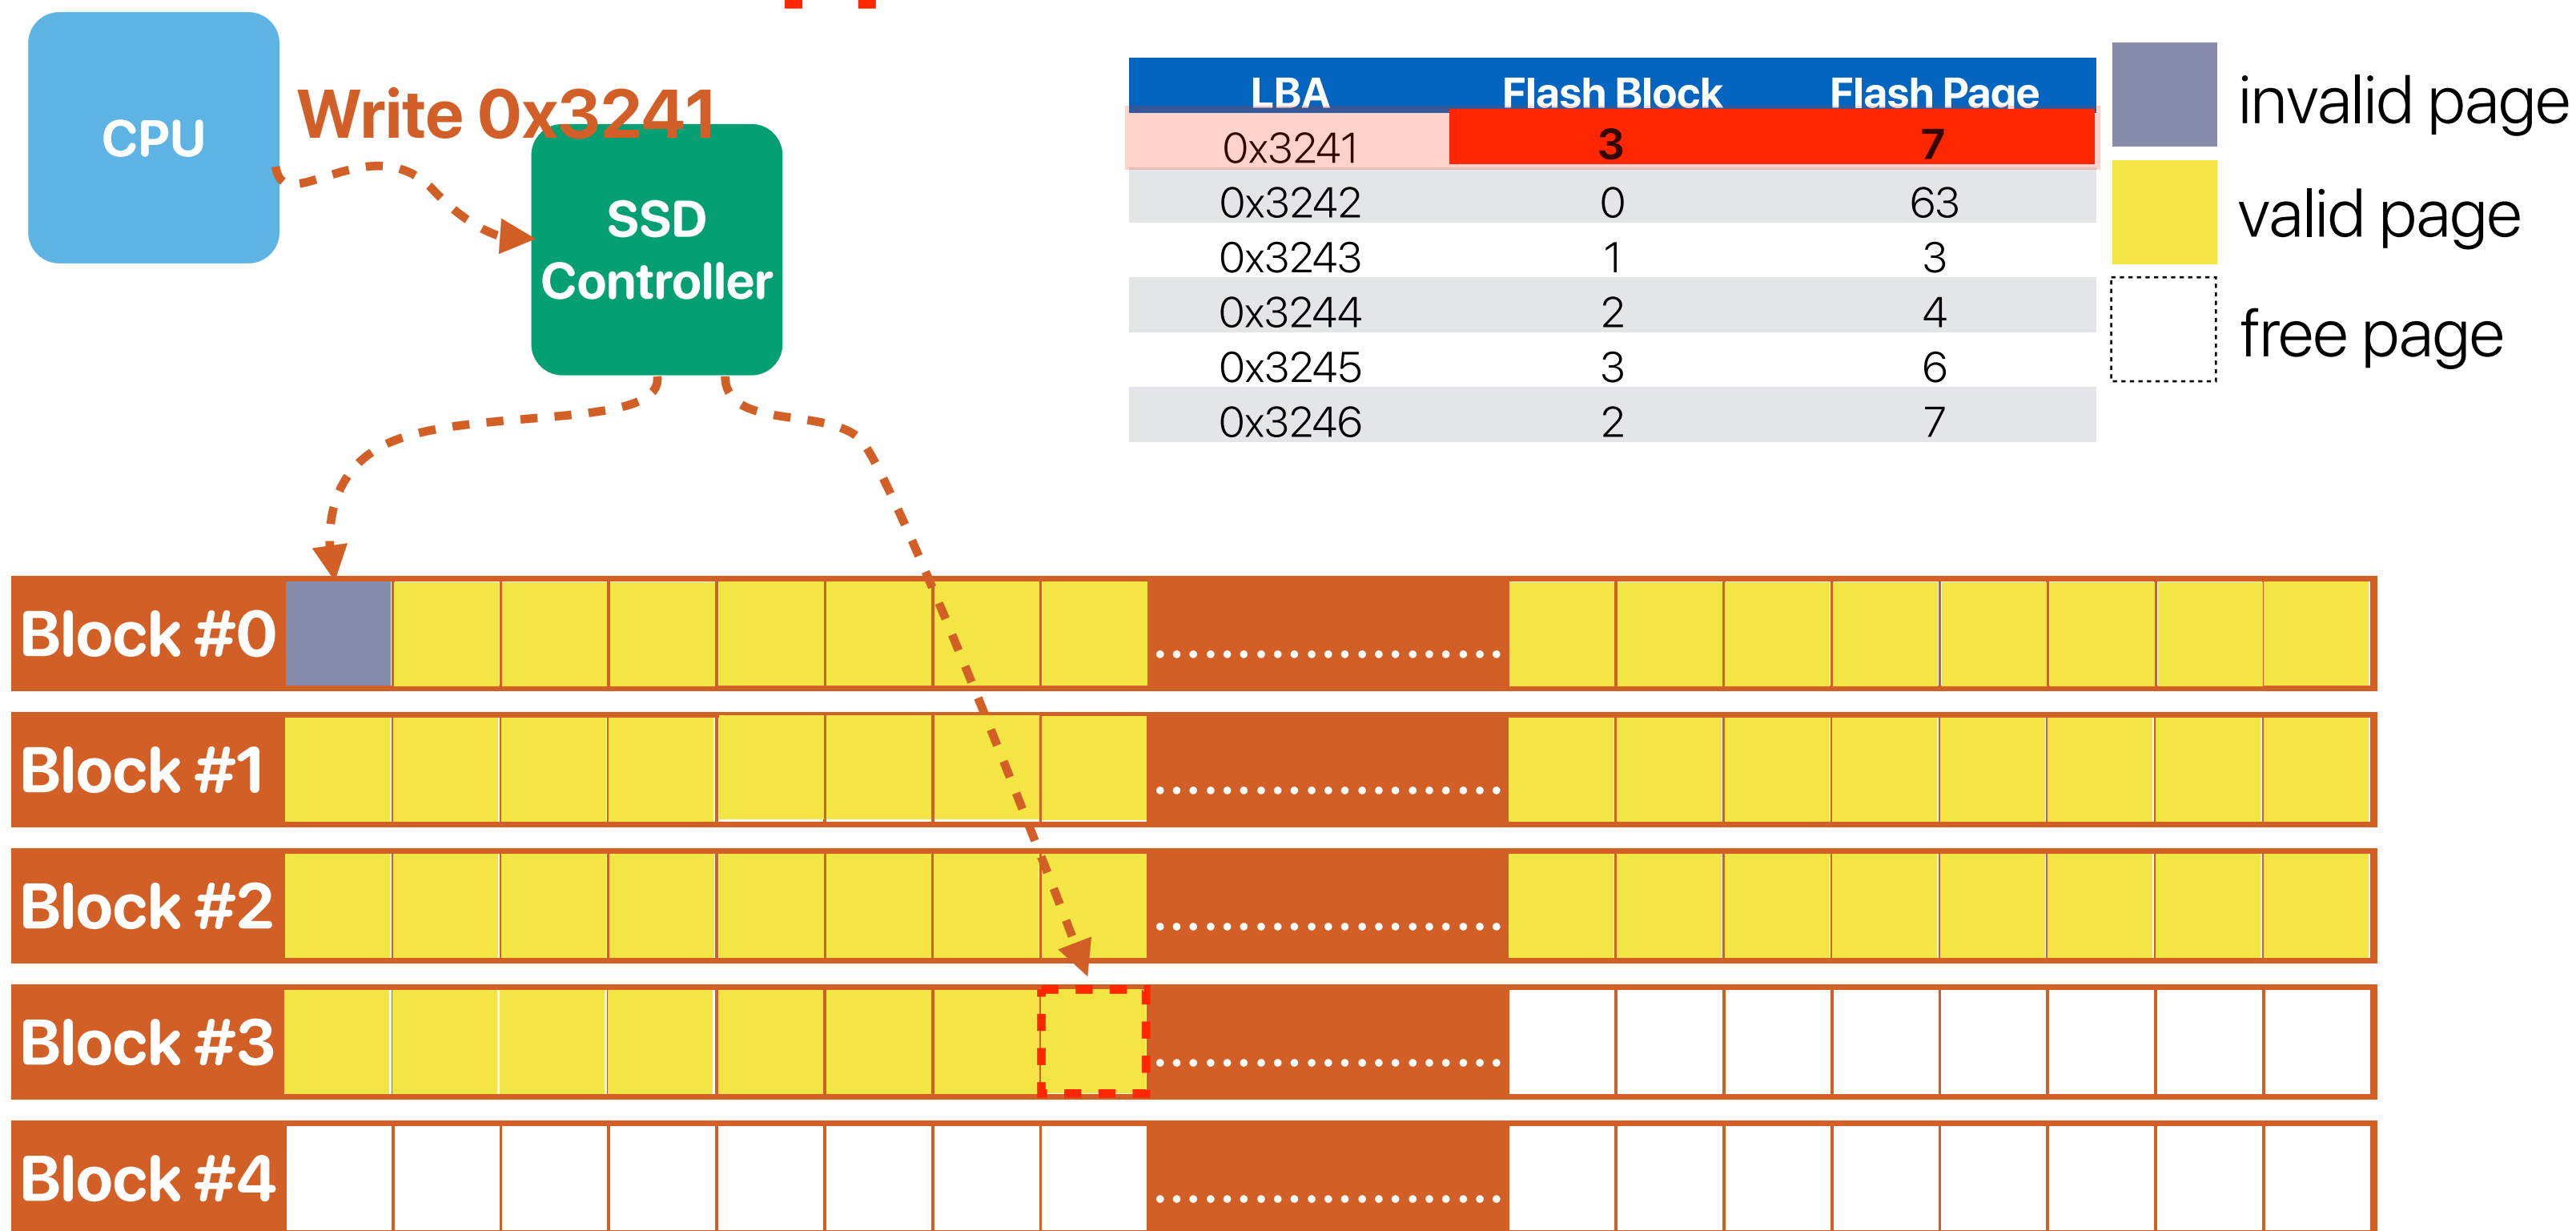 CPU
Write 0x3241
SSD
Controller
LBA Flash Block Flash Page
0x3241 3 7
0x3242 0 63
0x3243 1 3
0x3244 2 4
0x3245 3 6
0x3246 2 7
invalid page
valid page
free page
Block #0
Block #1
Block #2
Block #3
Block #4